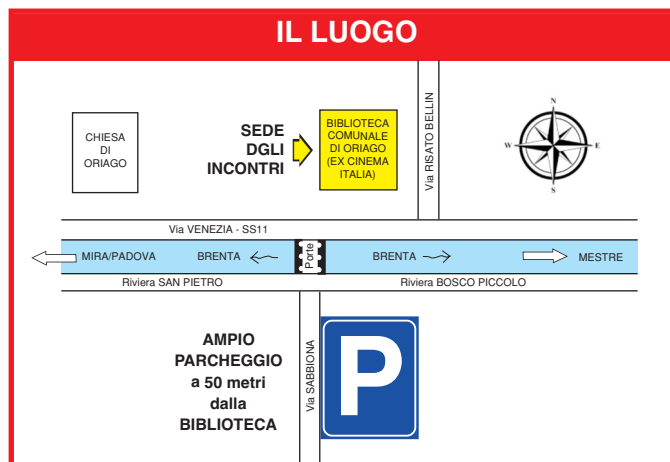 IL LUOGO
CHIESA
DI
ORIAGO
SEDE
DGLI
INCONTRI
BIBLIOTECA
COMUNALE
DI ORIAGO
(EX CINEMA
ITALIA)
Via RISATO BELLIN
N
W
E
S
Via VENEZIA - SS11
MIRA/PADOVA
BRENTA
Porte
BRENTA
MESTRE
Riviera SAN PIETRO
Riviera BOSCO PICCOLO
AMPIO
PARCHEGGIO
a 50 metri
dalla
BIBLIOTECA
Via SABBIONA
P